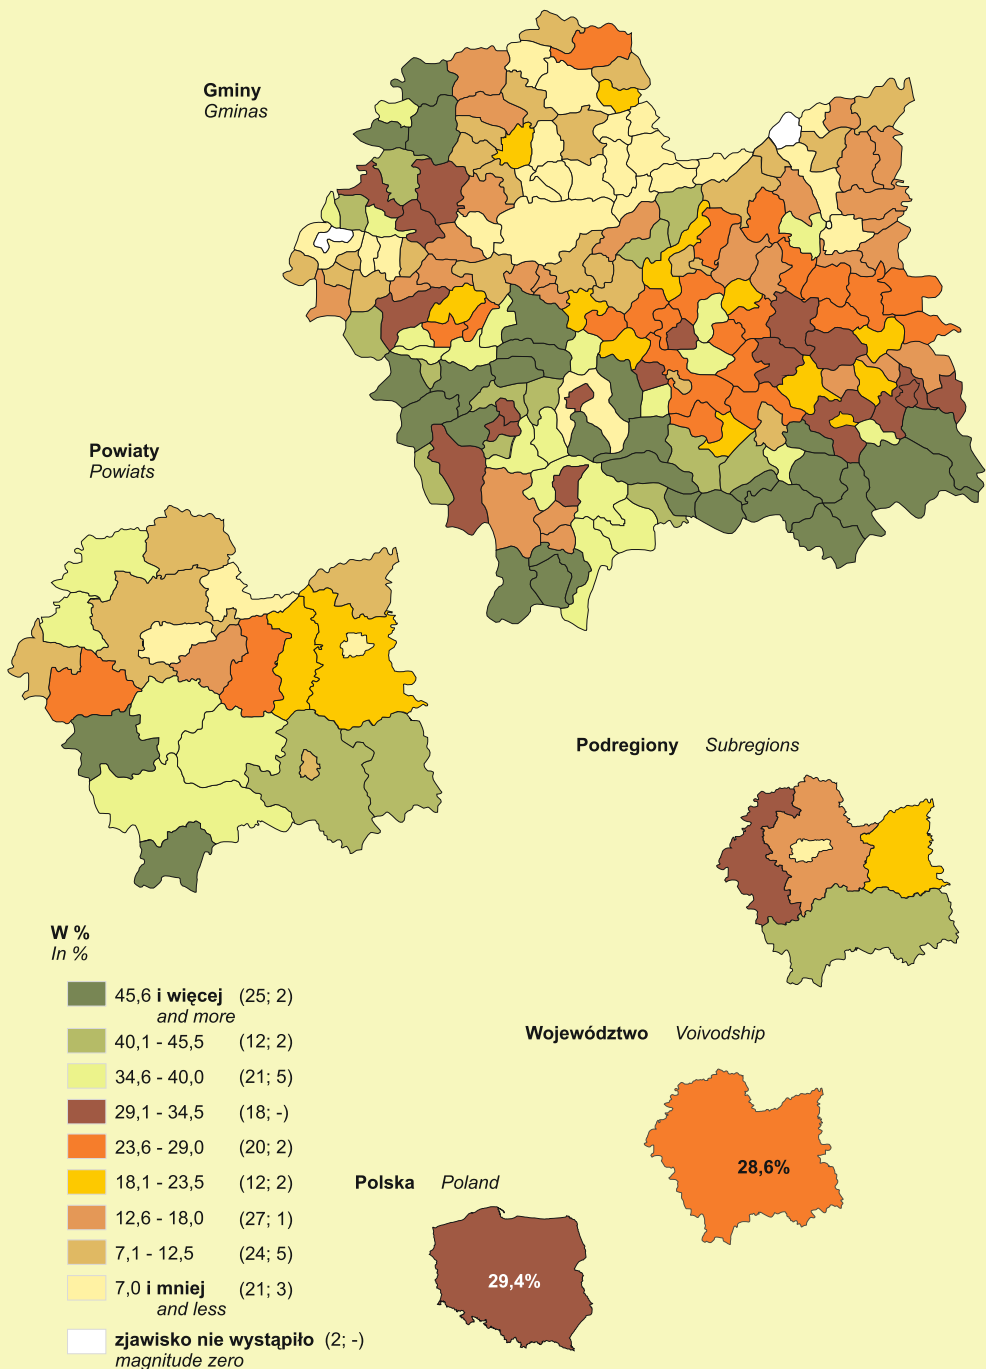 Gminy
Gminas
Powiaty
Powiats
Podregiony Subregions
W %
In %
45,6 i więcej (25; 2)
and more
40,1 - 45,5 (12; 2)
34,6 - 40,0 (21; 5)
29,1 - 34,5 (18; -)
23,6 - 29,0 (20; 2)
18,1 - 23,5 (12; 2)
12,6 - 18,0 (27; 1)
7,1 - 12,5 (24; 5)
7,0 i mniej (21; 3)
and less
zjawisko nie wystąpiło (2; -)
magnitude zero
Województwo Voivodship
28,6%
Polska Poland
29,4%